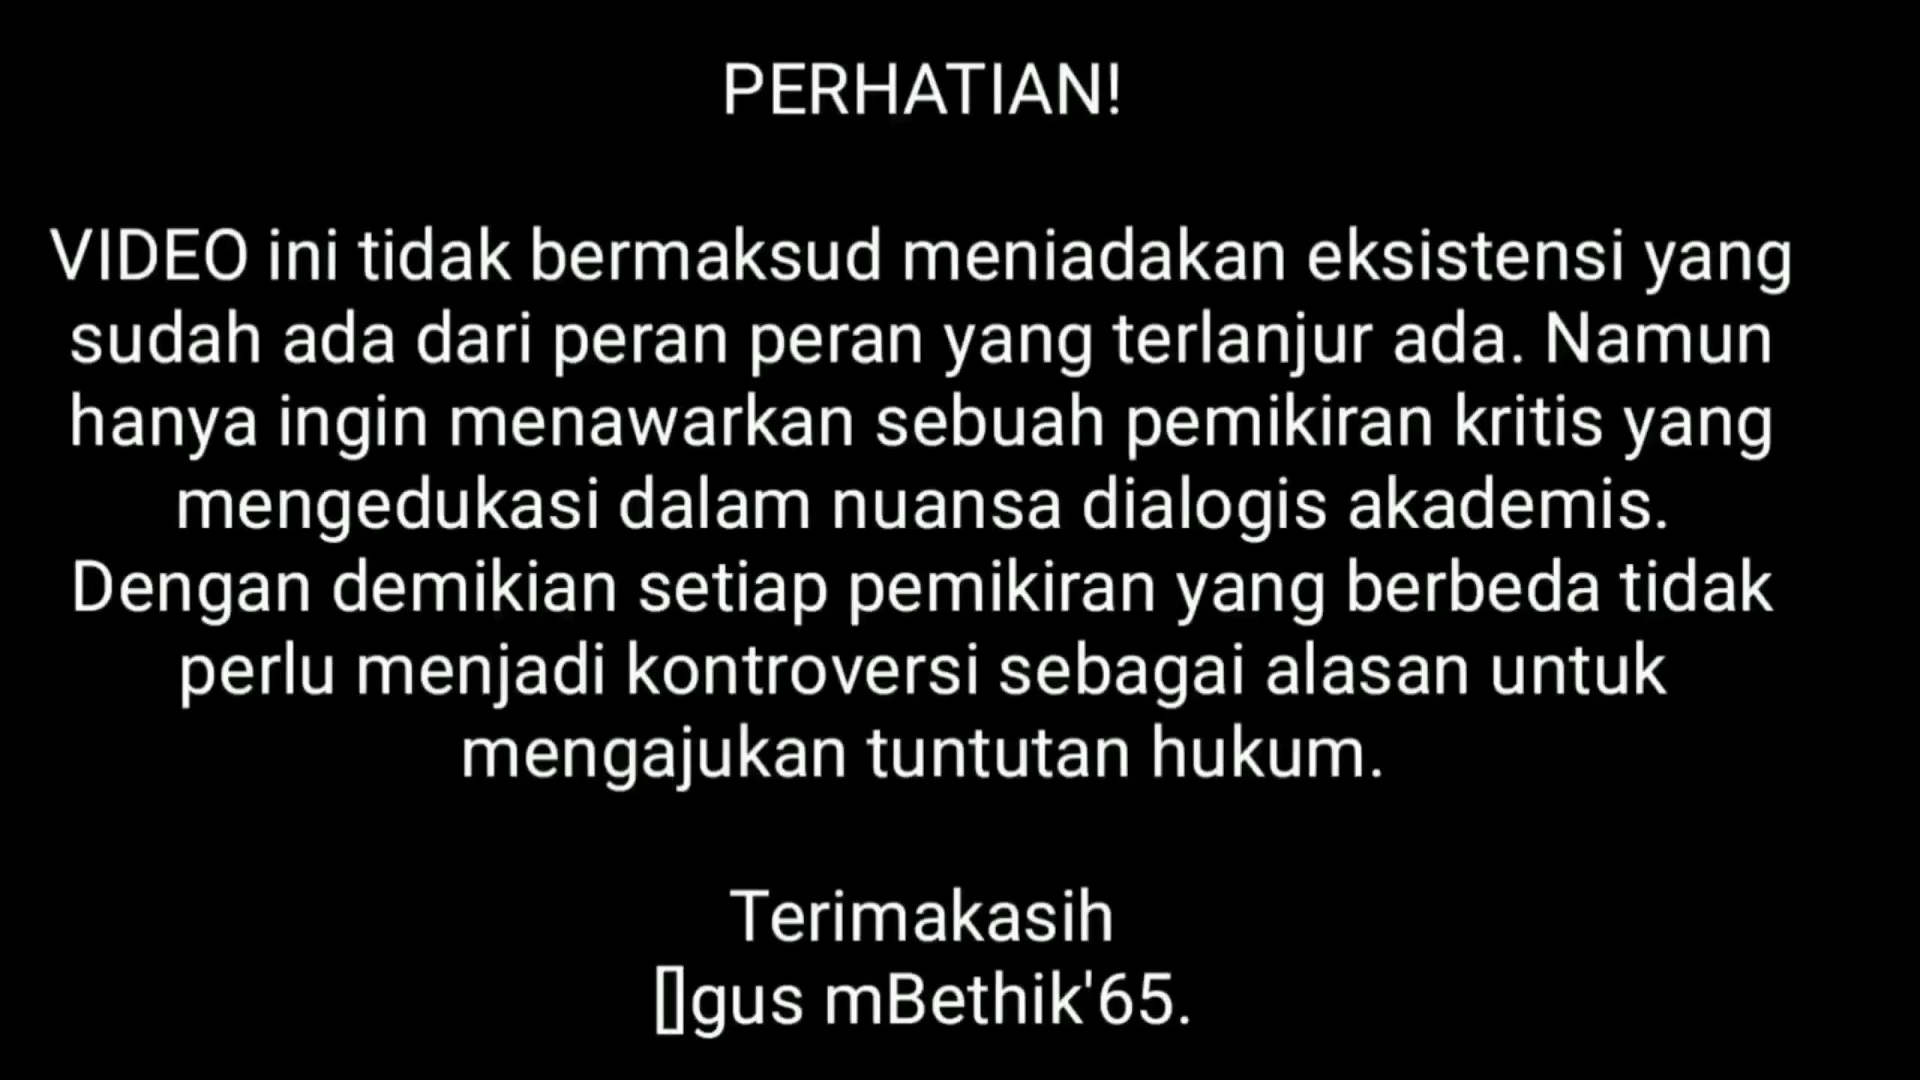 PERHATIAN!
VIDEO ini tidak bermaksud meniadakan eksistensi yang
sudah ada dari peran peran yang terlanjur ada. Namun
hanya ingin menawarkan sebuah pemikiran kritis yang
mengedukasi dalam nuansa dialogis akademis.
Dengan demikian setiap pemikiran yang berbeda tidak
perlu menjadi kontroversi sebagai alasan untuk
mengajukan tuntutan hukum.
Terimakasih
▯gus mBethik'65.